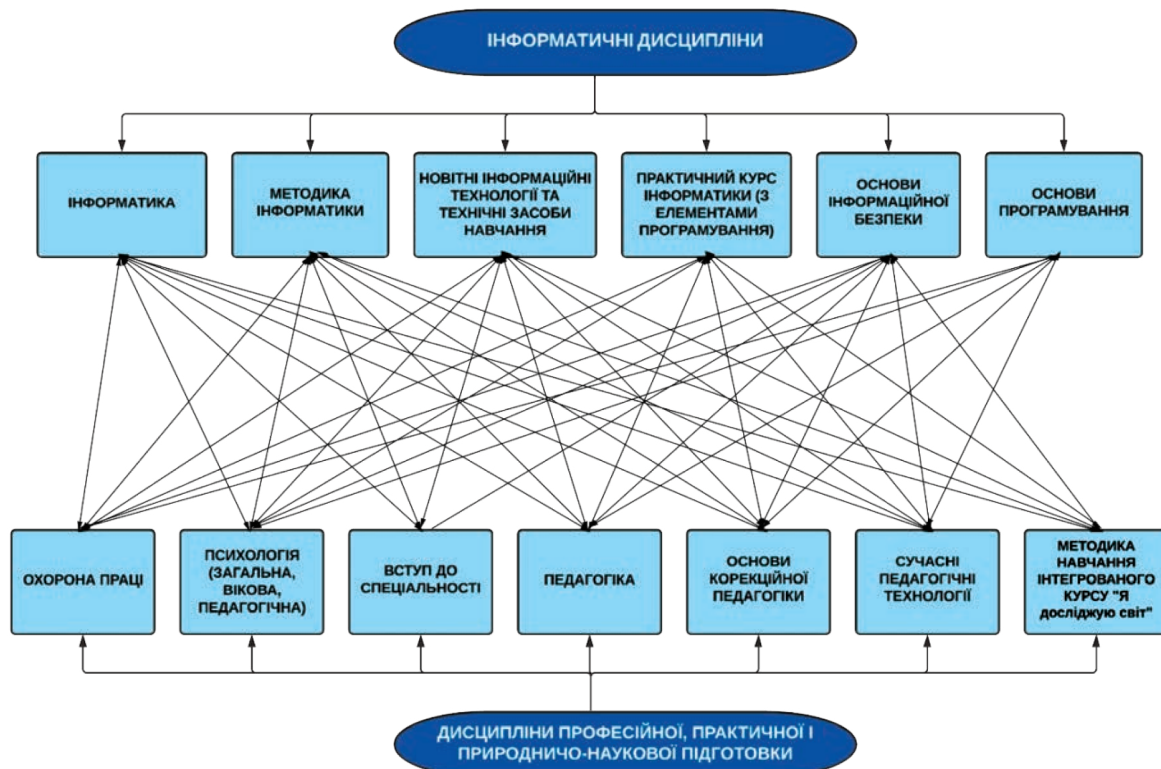 ІНФОРМАТИЧНІ ДИСЦИПЛІНИ
ІНФОРМАТИКА
МЕТОДИКА
ІНФОРМАТИКИ
НОВІТНІ ІНФОРМАЦІЙНІ
ТЕХНОЛОГІЇ ТА
ТЕХНІЧНІ ЗАСОБИ
НАВЧАННЯ
ПРАКТИЧНИЙ КУРС
ІНФОРМАТИКИ (З
ЕЛЕМЕНТАМИ
ПРОГРАМУВАННЯ)
ОСНОВИ
ІНФОРМАЦІЙНОЇ
БЕЗПЕКИ
ОСНОВИ
ПРОГРАМУВАННЯ
ОХОРОНА ПРАЦІ
ПСИХОЛОГІЯ
(ЗАГАЛЬНА,
ВІКОВА,
ПЕДАГОГІЧНА)
ВСТУП ДО
СПЕЦІАЛЬНОСТІ
ПЕДАГОГІКА
ОСНОВИ
КОРЕКЦІЙНОЇ
ПЕДАГОГІКИ
СУЧАСНІ
ПЕДАГОГІЧНІ
ТЕХНОЛОГІЇ
МЕТОДИКА
НАВЧАННЯ
ІНТЕГРОВАНОГО
КУРСУ "Я
досліджую світ"
ДИСЦИПЛІНИ ПРОФЕСІЙНОЇ, ПРАКТИЧНОЇ І
ПРИРОДНИЧО-НАУКОВОЇ ПІДГОТОВКИ